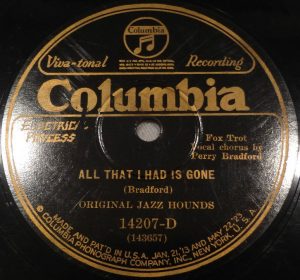 Viva-tonal Recording
COLUMBIA
Columbia
ELECTRICAL
PROCESS
Fox Trot
Vocal chorus by
Perry Bradford
ALL THAT I HAD IS GONE
(Bradford)
ORIGINAL JAZZ HOUNDS
14207-D
(143657)
MADE AND PAT'D IN U.S.A. JAN. 21,'13 AND MAY 22,'23
COLUMBIA PHONOGRAPH COMPANY, INC., NEW YORK, U.S.A.